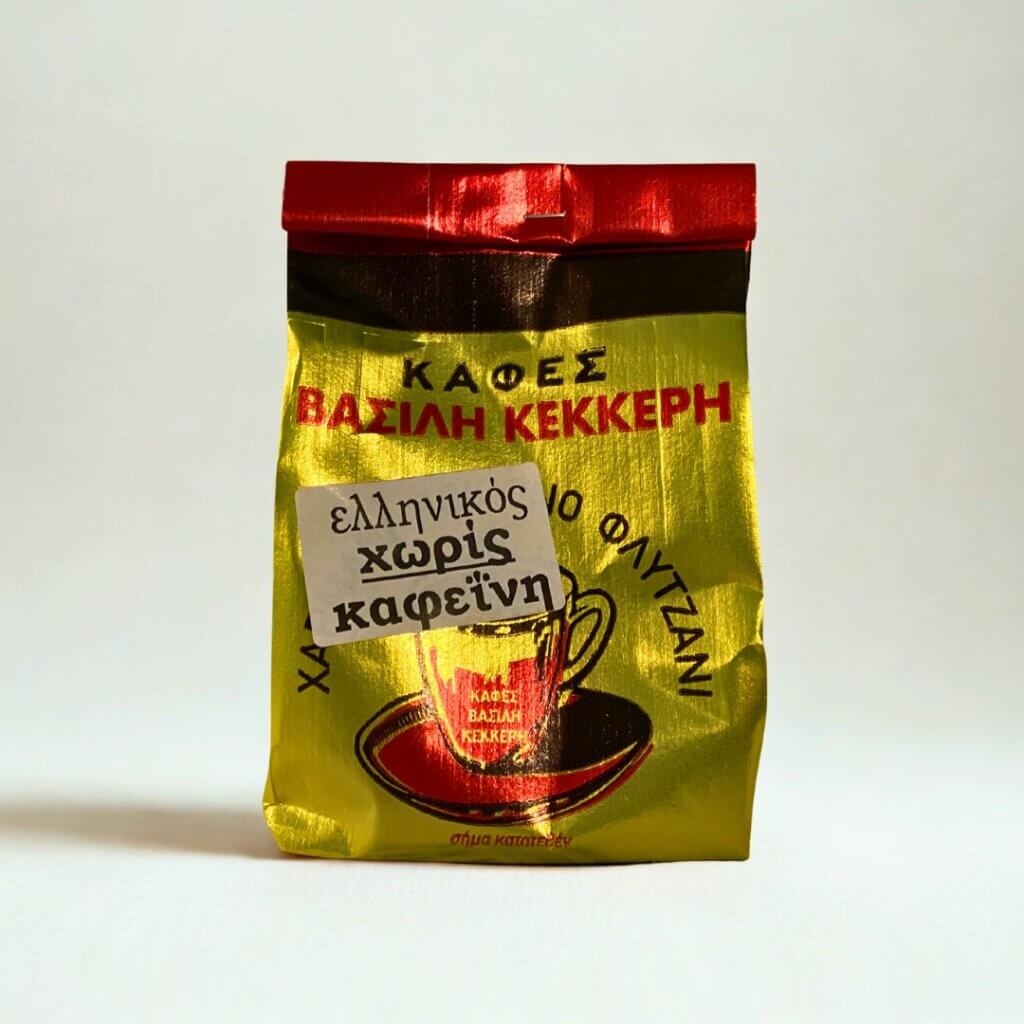 ΚΑΦΕΣ
ΒΑΣΙΛΗ ΚΕΚΚΕΡΗ
ελληνικός
χωρίς
καφεΐνη
ΦΛΥΤΖΑΝΙ
ΚΑΦΕΣ
ΒΑΣΙΛΗ
ΚΕΚΚΕΡΗ
σήμα κατατεθέν